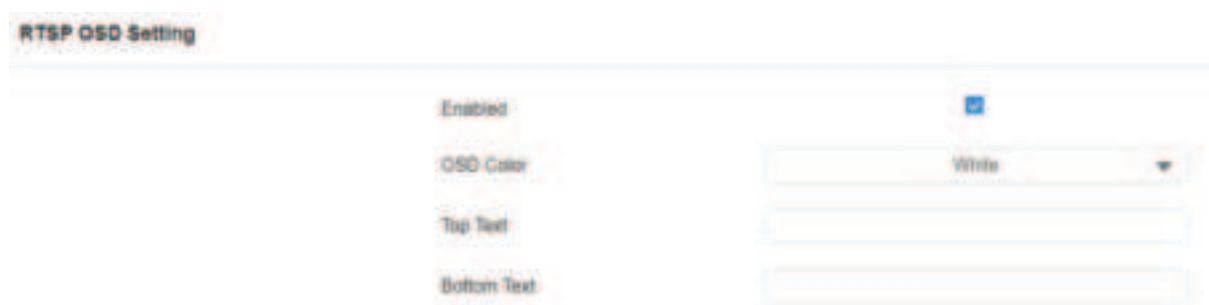 RTSP OSD Setting
Enabled
OSD Color White
Top Text
Bottom Text